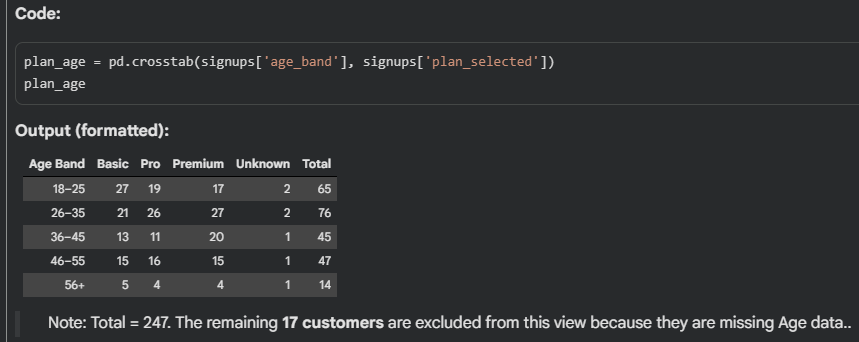 Code:
plan_age = pd.crosstab(signups['age_band'], signups['plan_selected'])
plan_age
Output (formatted):
Age Band Basic Pro Premium Unknown Total
18–25 27 19 17 2 65
26–35 21 26 27 2 76
36–45 13 11 20 1 45
46–55 15 16 15 1 47
56+ 5 4 4 1 14
Note: Total = 247. The remaining 17 customers are excluded from this view because they are missing Age data..